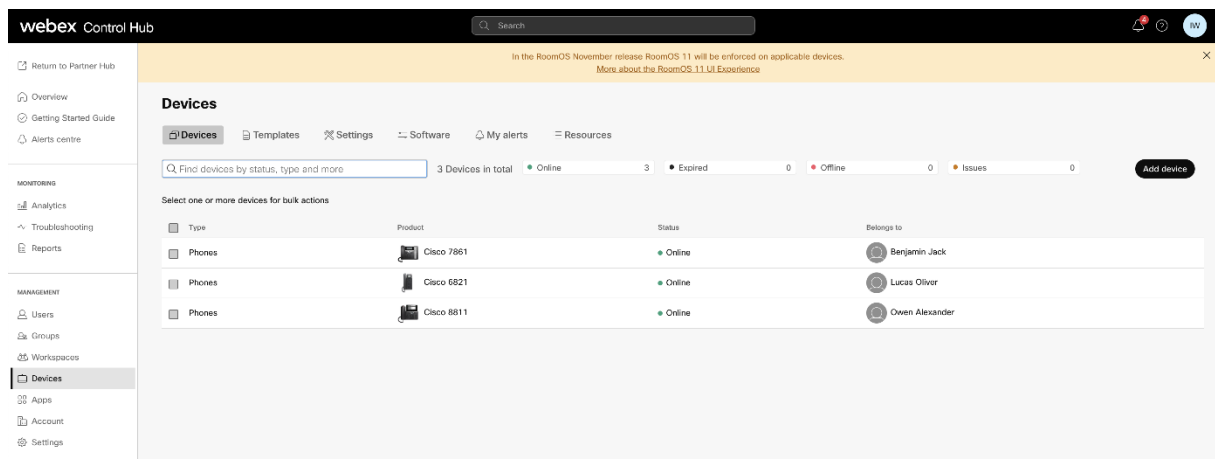 webex Control Hub
Search
4
IW
Return to Partner Hub
In the RoomOS November release RoomOS 11 will be enforced on applicable devices.
More about the RoomOS 11 UI Experience
Overview
Getting Started Guide
Alerts centre
MONITORING
Analytics
Troubleshooting
Reports
MANAGEMENT
Users
Groups
Workspaces
Devices
Apps
Account
Settings
Devices
Devices Templates Settings Software My alerts Resources
Find devices by status, type and more 3 Devices in total Online 3 Expired 0 Offline 0 Issues 0 Add device
Select one or more devices for bulk actions
Type Product Status Belongs to
Phones Cisco 7861 Online Benjamin Jack
Phones Cisco 6821 Online Lucas Oliver
Phones Cisco 8811 Online Owen Alexander